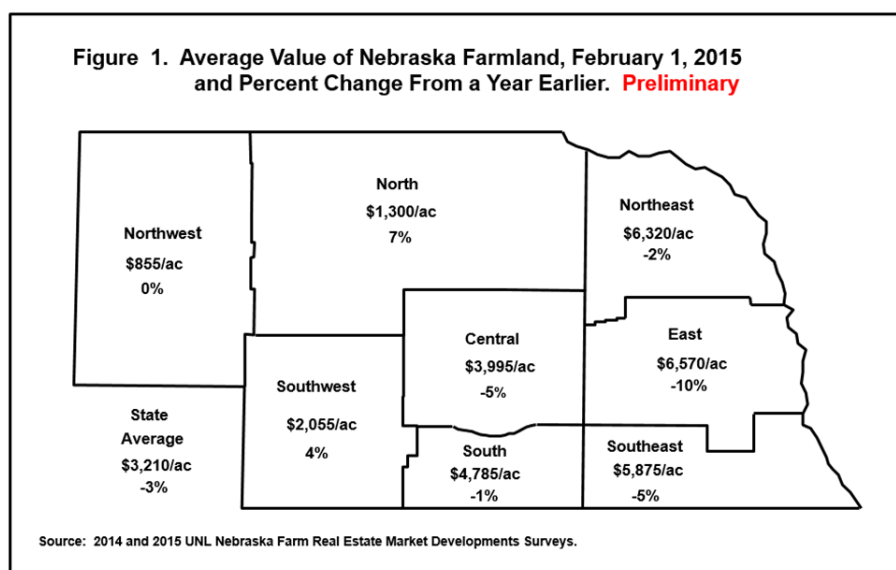 Figure 1. Average Value of Nebraska Farmland, February 1, 2015
and Percent Change From a Year Earlier. Preliminary
North
$1,300/ac
7%
Northeast
$6,320/ac
-2%
Northwest
$855/ac
0%
Central
$3,995/ac
-5%
East
$6,570/ac
-10%
Southwest
$2,055/ac
4%
State
Average
$3,210/ac
-3%
South
$4,785/ac
-1%
Southeast
$5,875/ac
-5%
Source: 2014 and 2015 UNL Nebraska Farm Real Estate Market Developments Surveys.